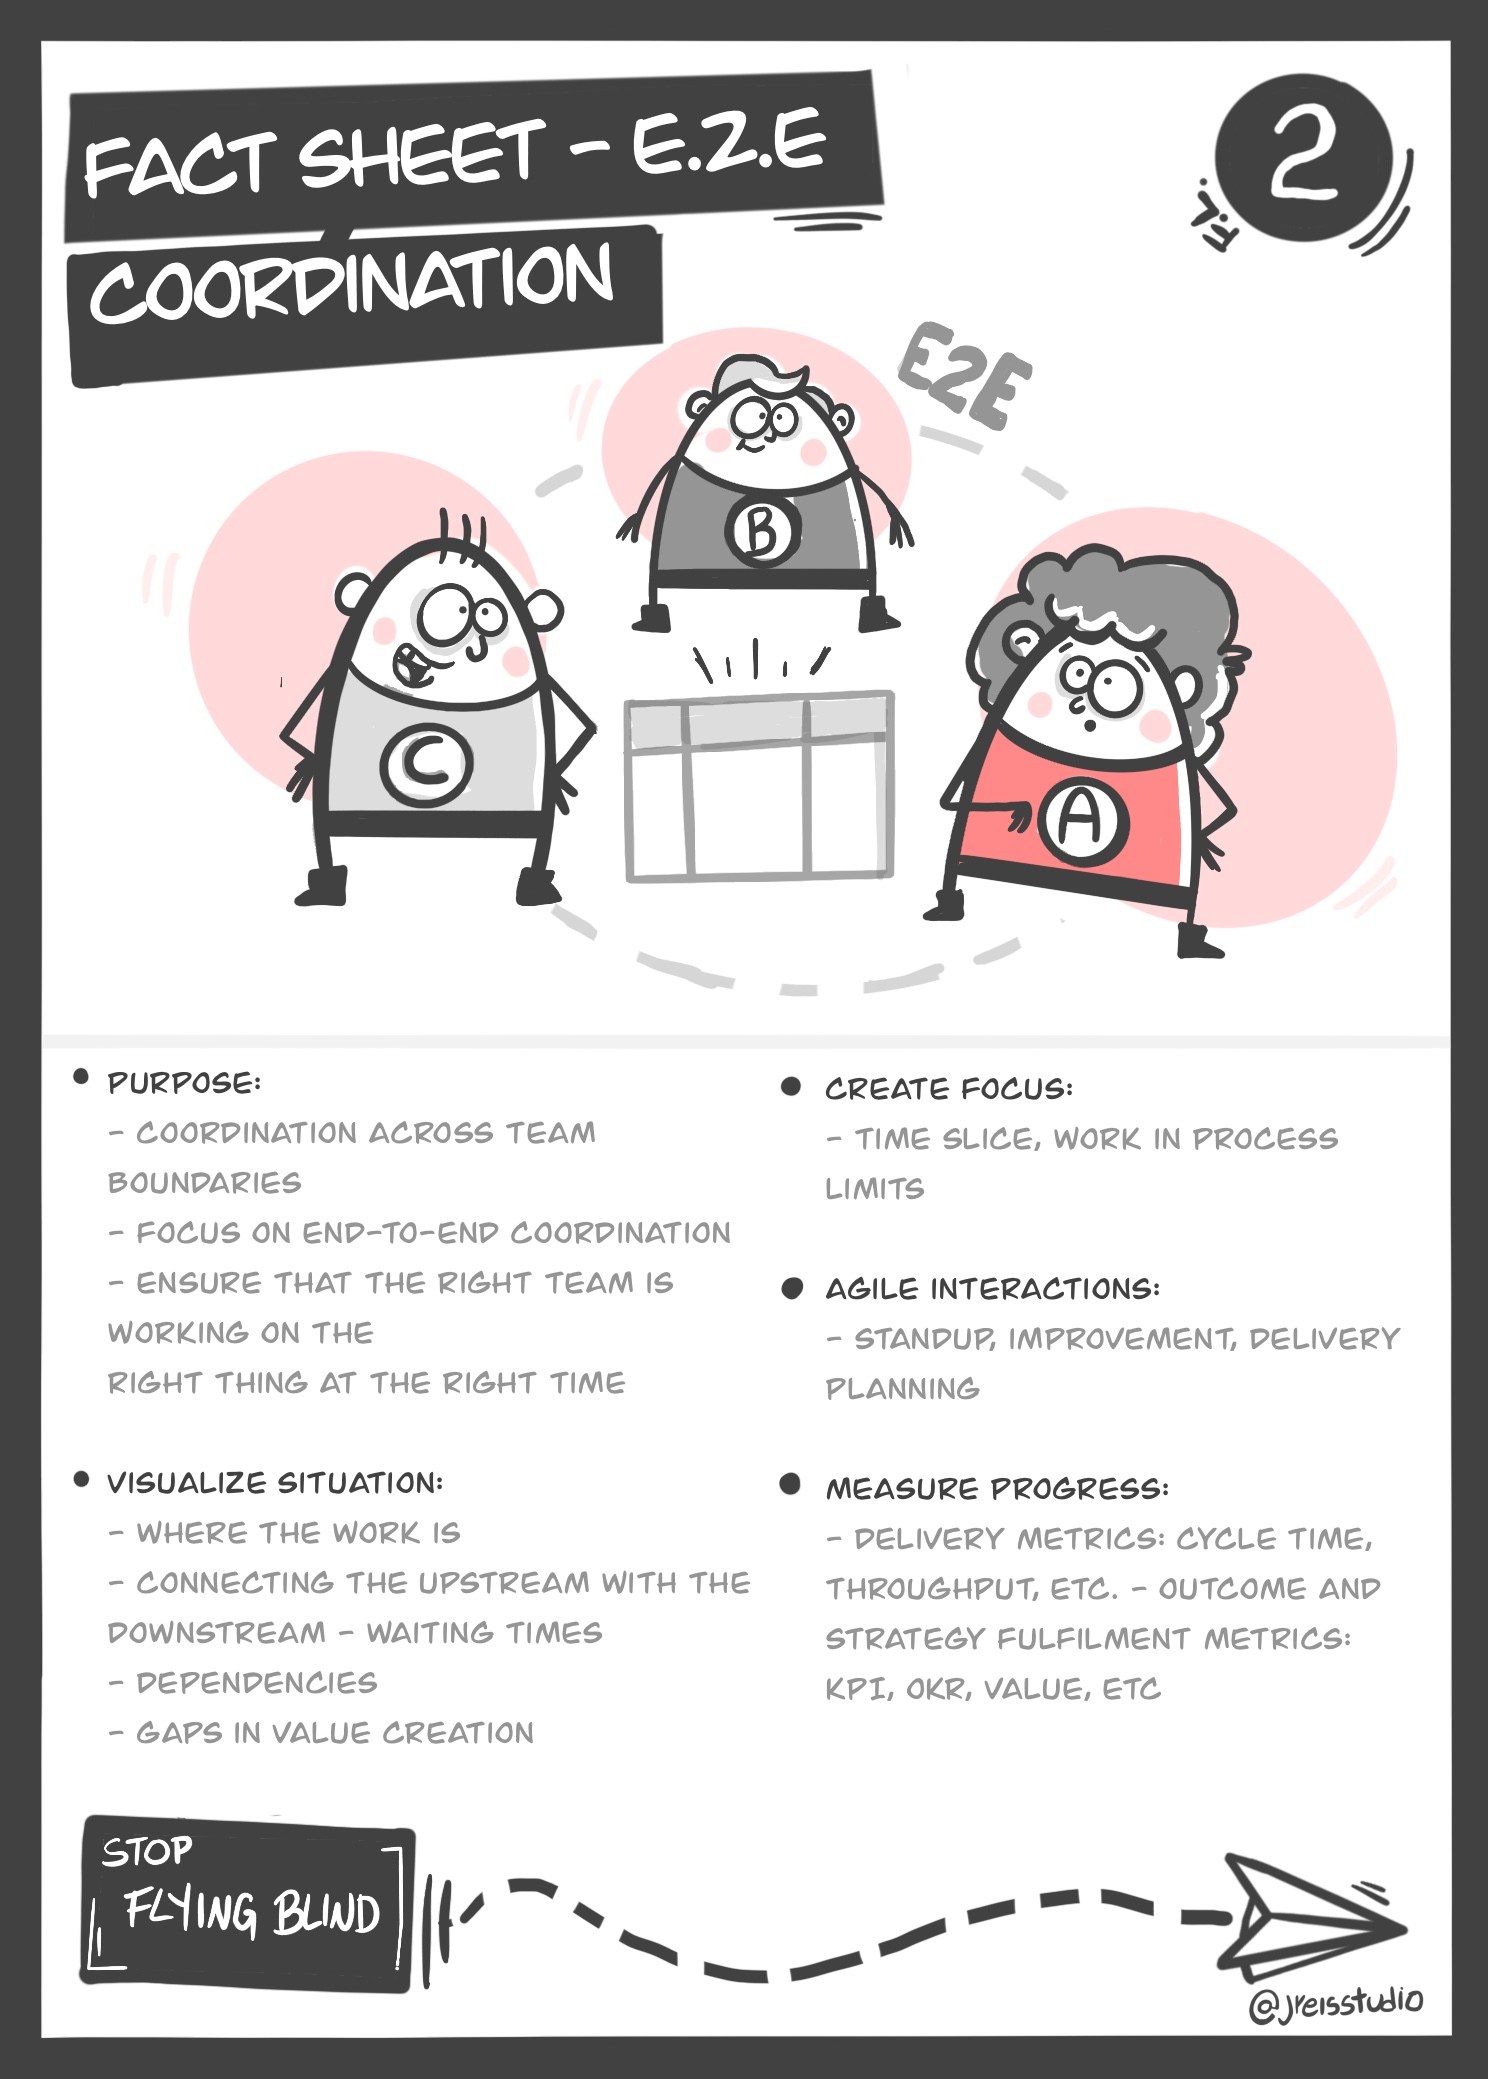 FACT SHEET - E.2.E
COORDINATION
2
F.L.
E2E
B
C
A
• PURPOSE:
- COORDINATION ACROSS TEAM
BOUNDARIES
- FOCUS ON END-TO-END COORDINATION
- ENSURE THAT THE RIGHT TEAM IS
WORKING ON THE
RIGHT THING AT THE RIGHT TIME
• VISUALIZE SITUATION:
- WHERE THE WORK IS
- CONNECTING THE UPSTREAM WITH THE
DOWNSTREAM - WAITING TIMES
- DEPENDENCIES
- GAPS IN VALUE CREATION
• CREATE FOCUS:
- TIME SLICE, WORK IN PROCESS
LIMITS
• AGILE INTERACTIONS:
- STANDUP, IMPROVEMENT, DELIVERY
PLANNING
• MEASURE PROGRESS:
- DELIVERY METRICS: CYCLE TIME,
THROUGHPUT, ETC. - OUTCOME AND
STRATEGY FULFILMENT METRICS:
KPI, OKR, VALUE, ETC
STOP
FLYING BLIND
@jreisstudio